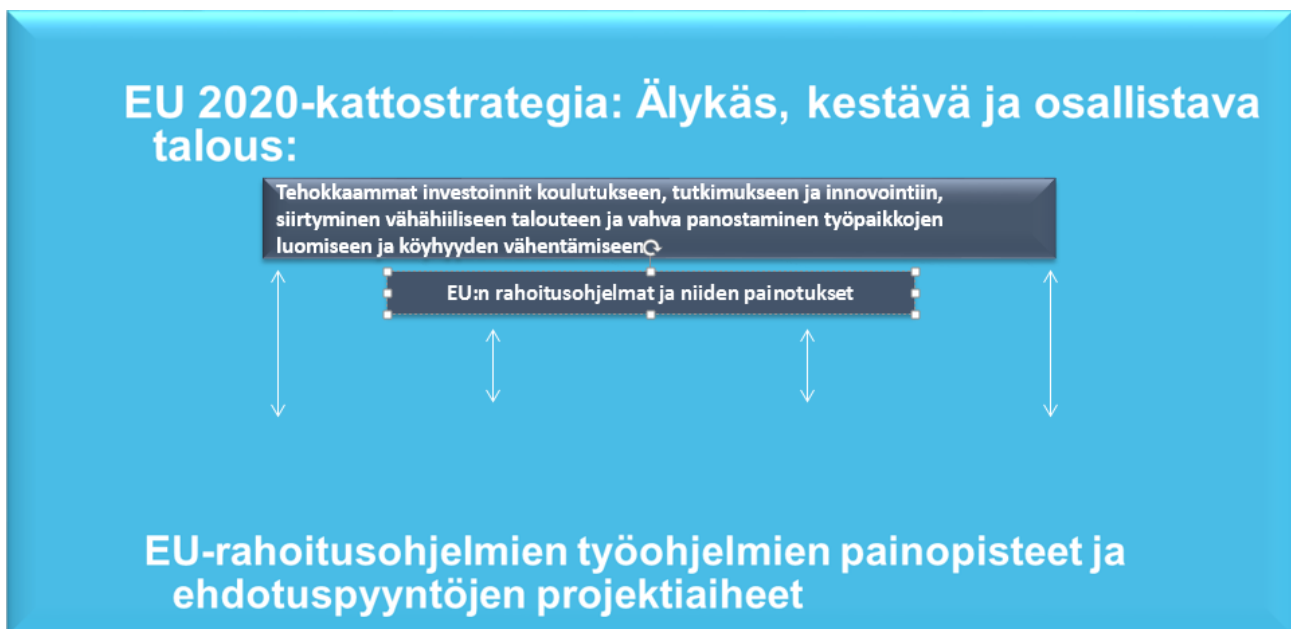 EU 2020-kattostrategia: Älykäs, kestävä ja osallistava
talous:
Tehokkaammat investoinnit koulutukseen, tutkimukseen ja innovointiin,
siirtyminen vähähiiliseen talouteen ja vahva panostaminen työpaikkojen
luomiseen ja köyhyyden vähentämiseen
EU:n rahoitusohjelmat ja niiden painotukset
EU-rahoitusohjelmien työohjelmien painopisteet ja
ehdotuspyyntöjen projektiaiheet